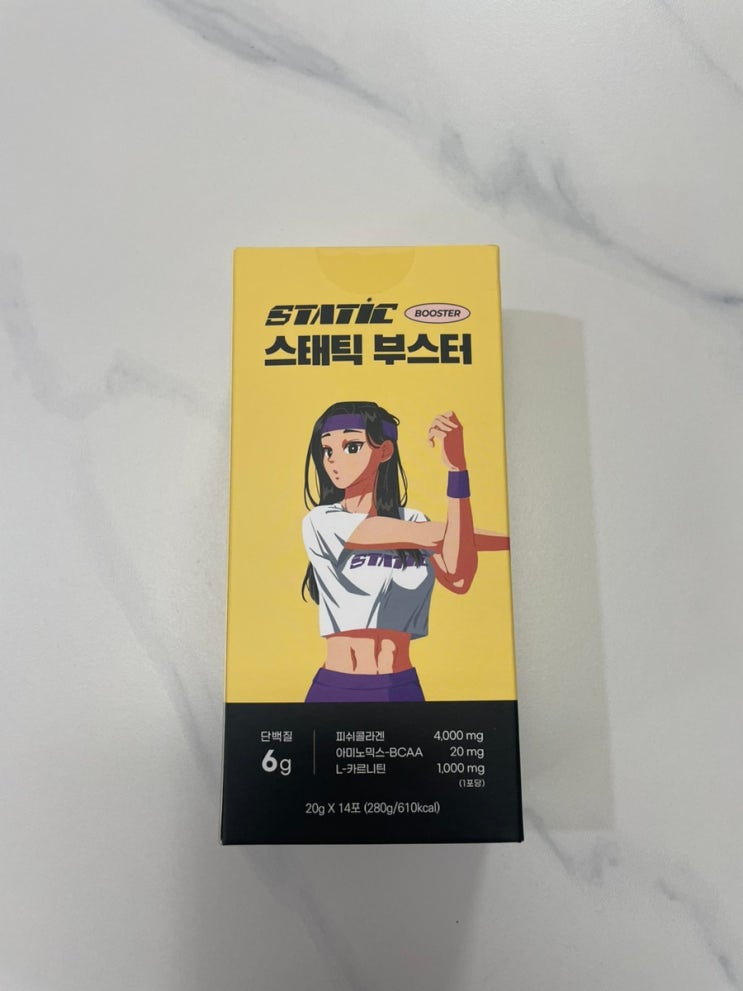 STATIC BOOSTER
스태틱 부스터
STATIC
단백질
6g
피쉬콜라겐 4,000 mg
아미노믹스-BCAA 20 mg
L-카르니틴 1,000 mg
(1포당)
20g X 14포 (280g/610kcal)